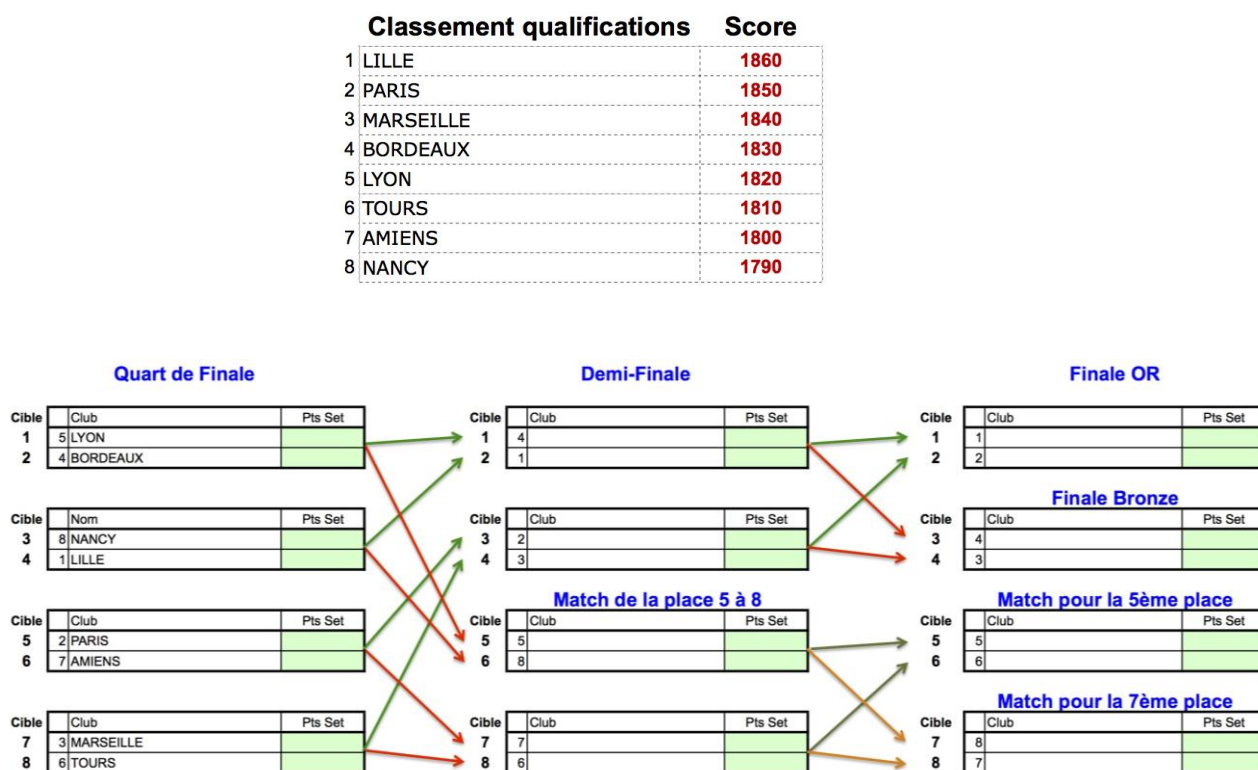 Classement qualifications Score
1 LILLE 1860
2 PARIS 1850
3 MARSEILLE 1840
4 BORDEAUX 1830
5 LYON 1820
6 TOURS 1810
7 AMIENS 1800
8 NANCY 1790
Quart de Finale Demi-Finale Finale OR
Cible Club Pts Set Cible Club Pts Set Cible Club Pts Set
1 5 LYON 1 4 1 1
2 4 BORDEAUX 2 1 2 2
Finale Bronze
Cible Nom Pts Set Cible Club Pts Set Cible Club Pts Set
3 8 NANCY 3 2 3 4
4 1 LILLE 4 3 4 3
Match de la place 5 à 8 Match pour la 5ème place
Cible Club Pts Set Cible Club Pts Set Cible Club Pts Set
5 2 PARIS 5 5 5 5
6 7 AMIENS 6 8 6 6
Match pour la 7ème place
Cible Club Pts Set Cible Club Pts Set Cible Club Pts Set
7 3 MARSEILLE 7 7 7 8
8 6 TOURS 8 6 8 7